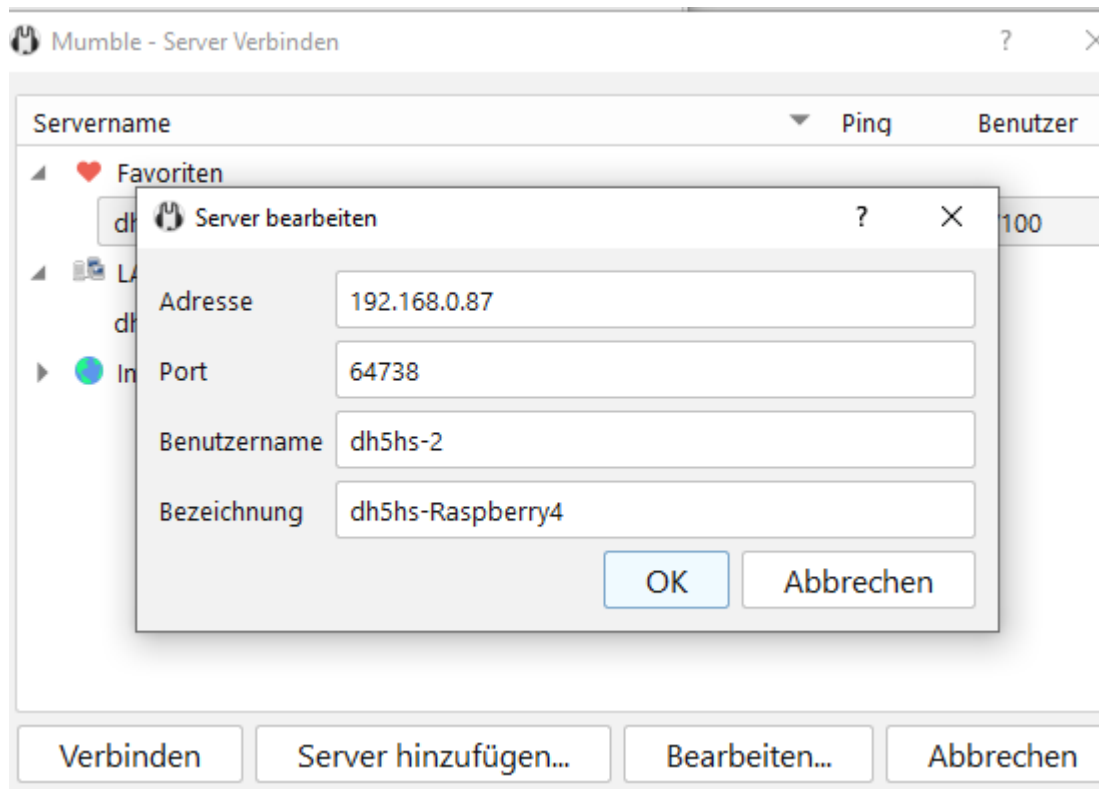 Mumble - Server Verbinden ?
Servername Ping Benutzer
Favoriten
Server bearbeiten ?
100
Adresse 192.168.0.87
Port 64738
Benutzername dh5hs-2
Bezeichnung dh5hs-Raspberry4
OK Abbrechen
Verbinden Server hinzufügen... Bearbeiten... Abbrechen